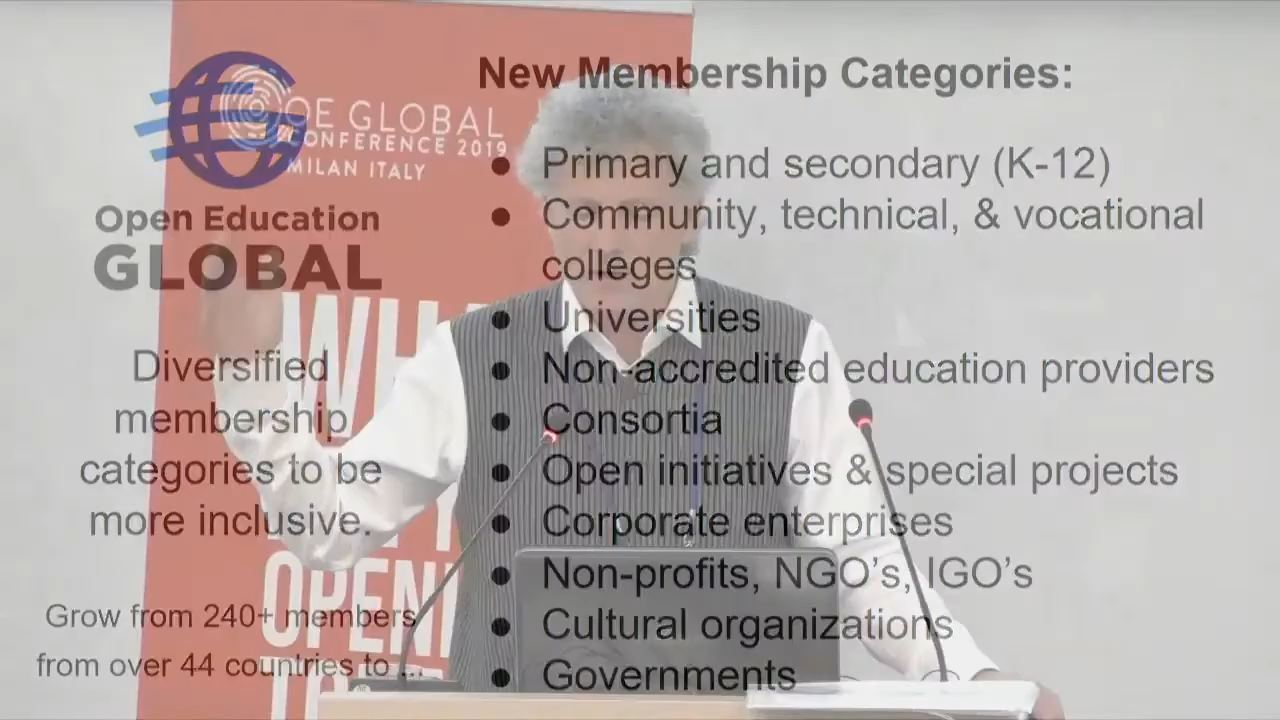 New Membership Categories:
OE GLOBAL
CONFERENCE 2019
MILAN ITALY
Open Education
GLOBAL
Diversified
membership
categories to be
more inclusive.
Grow from 240+ members
from over 44 countries to ...
● Primary and secondary (K-12)
● Community, technical, & vocational
colleges
● Universities
● Non-accredited education providers
● Consortia
● Open initiatives & special projects
● Corporate enterprises
● Non-profits, NGO's, IGO's
● Cultural organizations
● Governments